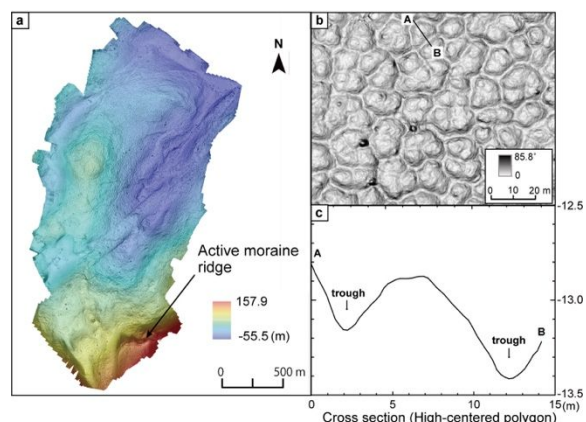 a
N
Active moraine
ridge
157.9
-55.5 (m)
0 500 m
b
A
B
85.8'
0
0 10 20 m
c
-12.5
-13.0
-13.5
A
trough
trough
B
0 5 10 15 (m)
Cross section (High-centered polygon)